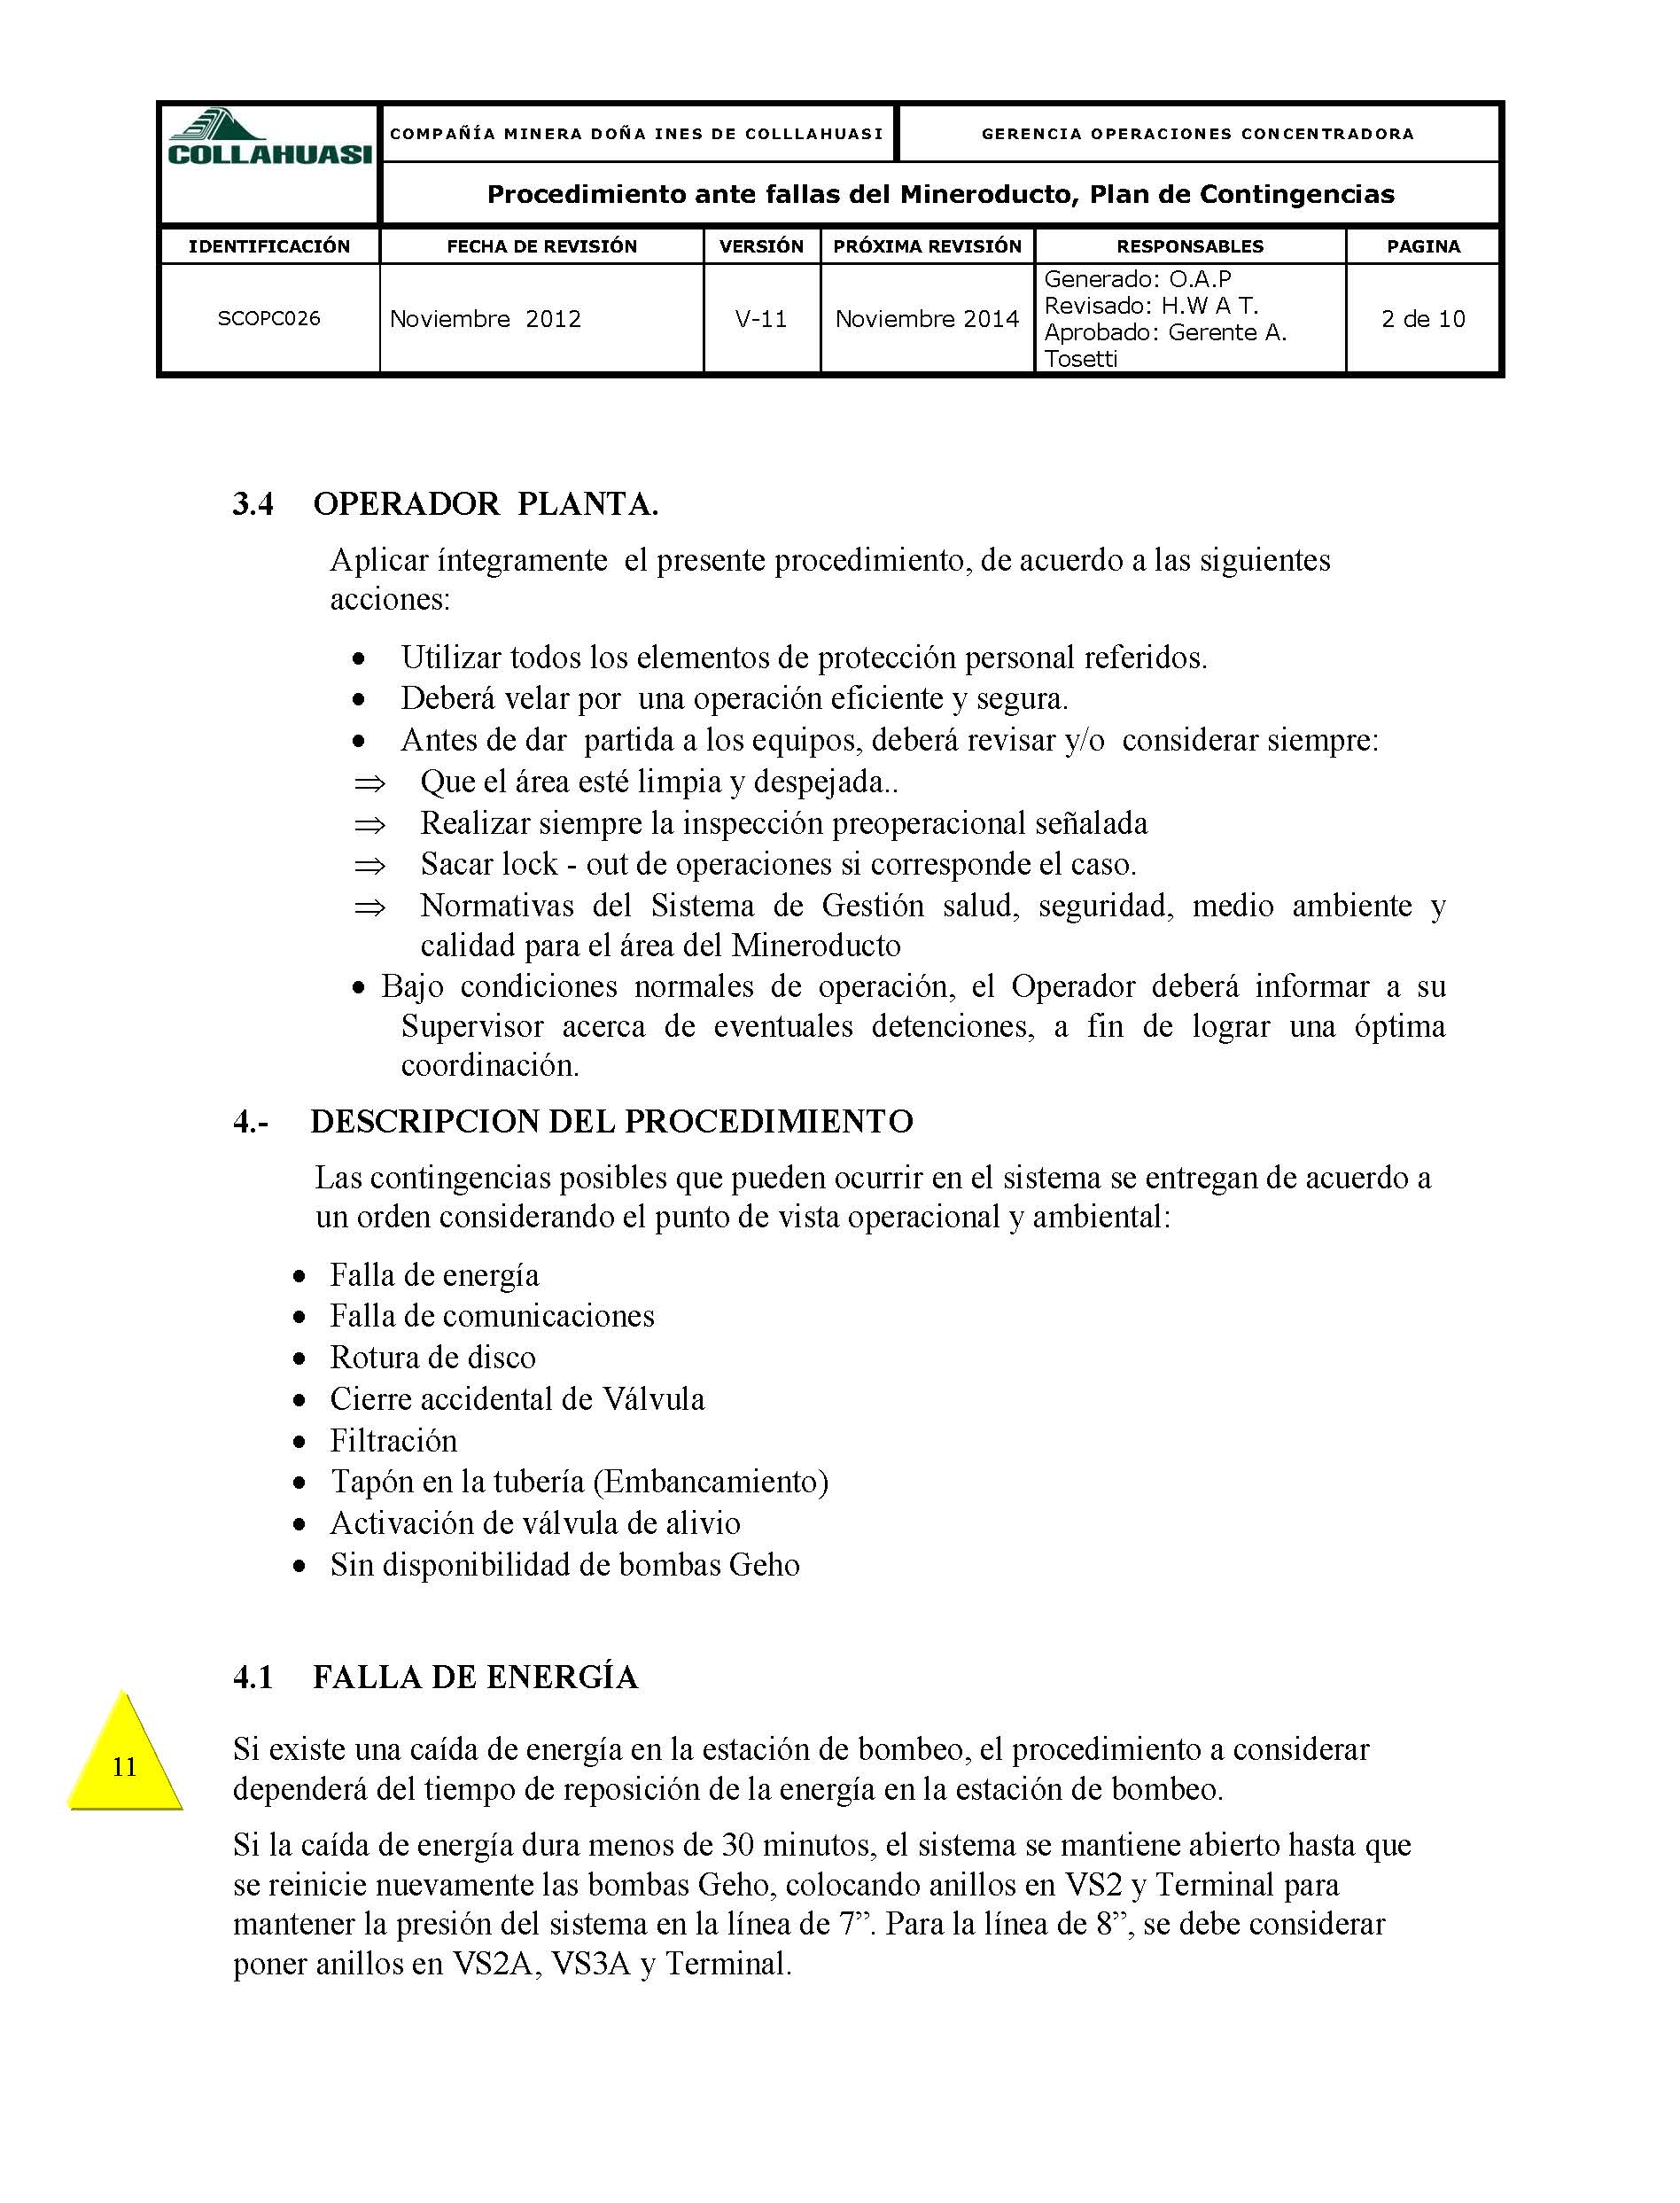 COLLAHUASI
COMPAÑÍA MINERA DOÑA INES DE COLLLAHUASI
GERENCIA OPERACIONES CONCENTRADORA
Procedimiento ante fallas del Mineroducto, Plan de Contingencias
IDENTIFICACIÓN FECHA DE REVISIÓN VERSIÓN PRÓXIMA REVISIÓN RESPONSABLES PAGINA
SCOPC026 Noviembre 2012 V-11 Noviembre 2014
Generado: O.A.P
Revisado: H.W A T.
Aprobado: Gerente A.
Tosetti
2 de 10
3.4 OPERADOR PLANTA.
Aplicar íntegramente el presente procedimiento, de acuerdo a las siguientes
acciones:
• Utilizar todos los elementos de protección personal referidos.
• Deberá velar por una operación eficiente y segura.
• Antes de dar partida a los equipos, deberá revisar y/o considerar siempre:
⇒ Que el área esté limpia y despejada..
⇒ Realizar siempre la inspección preoperacional señalada
⇒ Sacar lock - out de operaciones si corresponde el caso.
⇒ Normativas del Sistema de Gestión salud, seguridad, medio ambiente y
calidad para el área del Mineroducto
• Bajo condiciones normales de operación, el Operador deberá informar a su
Supervisor acerca de eventuales detenciones, a fin de lograr una óptima
coordinación.
4.- DESCRIPCION DEL PROCEDIMIENTO
Las contingencias posibles que pueden ocurrir en el sistema se entregan de acuerdo a
un orden considerando el punto de vista operacional y ambiental:
• Falla de energía
• Falla de comunicaciones
• Rotura de disco
• Cierre accidental de Válvula
• Filtración
• Tapón en la tubería (Embancamiento)
• Activación de válvula de alivio
• Sin disponibilidad de bombas Geho
4.1 FALLA DE ENERGÍA
11
Si existe una caída de energía en la estación de bombeo, el procedimiento a considerar
dependerá del tiempo de reposición de la energía en la estación de bombeo.
Si la caída de energía dura menos de 30 minutos, el sistema se mantiene abierto hasta que
se reinicie nuevamente las bombas Geho, colocando anillos en VS2 y Terminal para
mantener la presión del sistema en la línea de 7”. Para la línea de 8”, se debe considerar
poner anillos en VS2A, VS3A y Terminal.